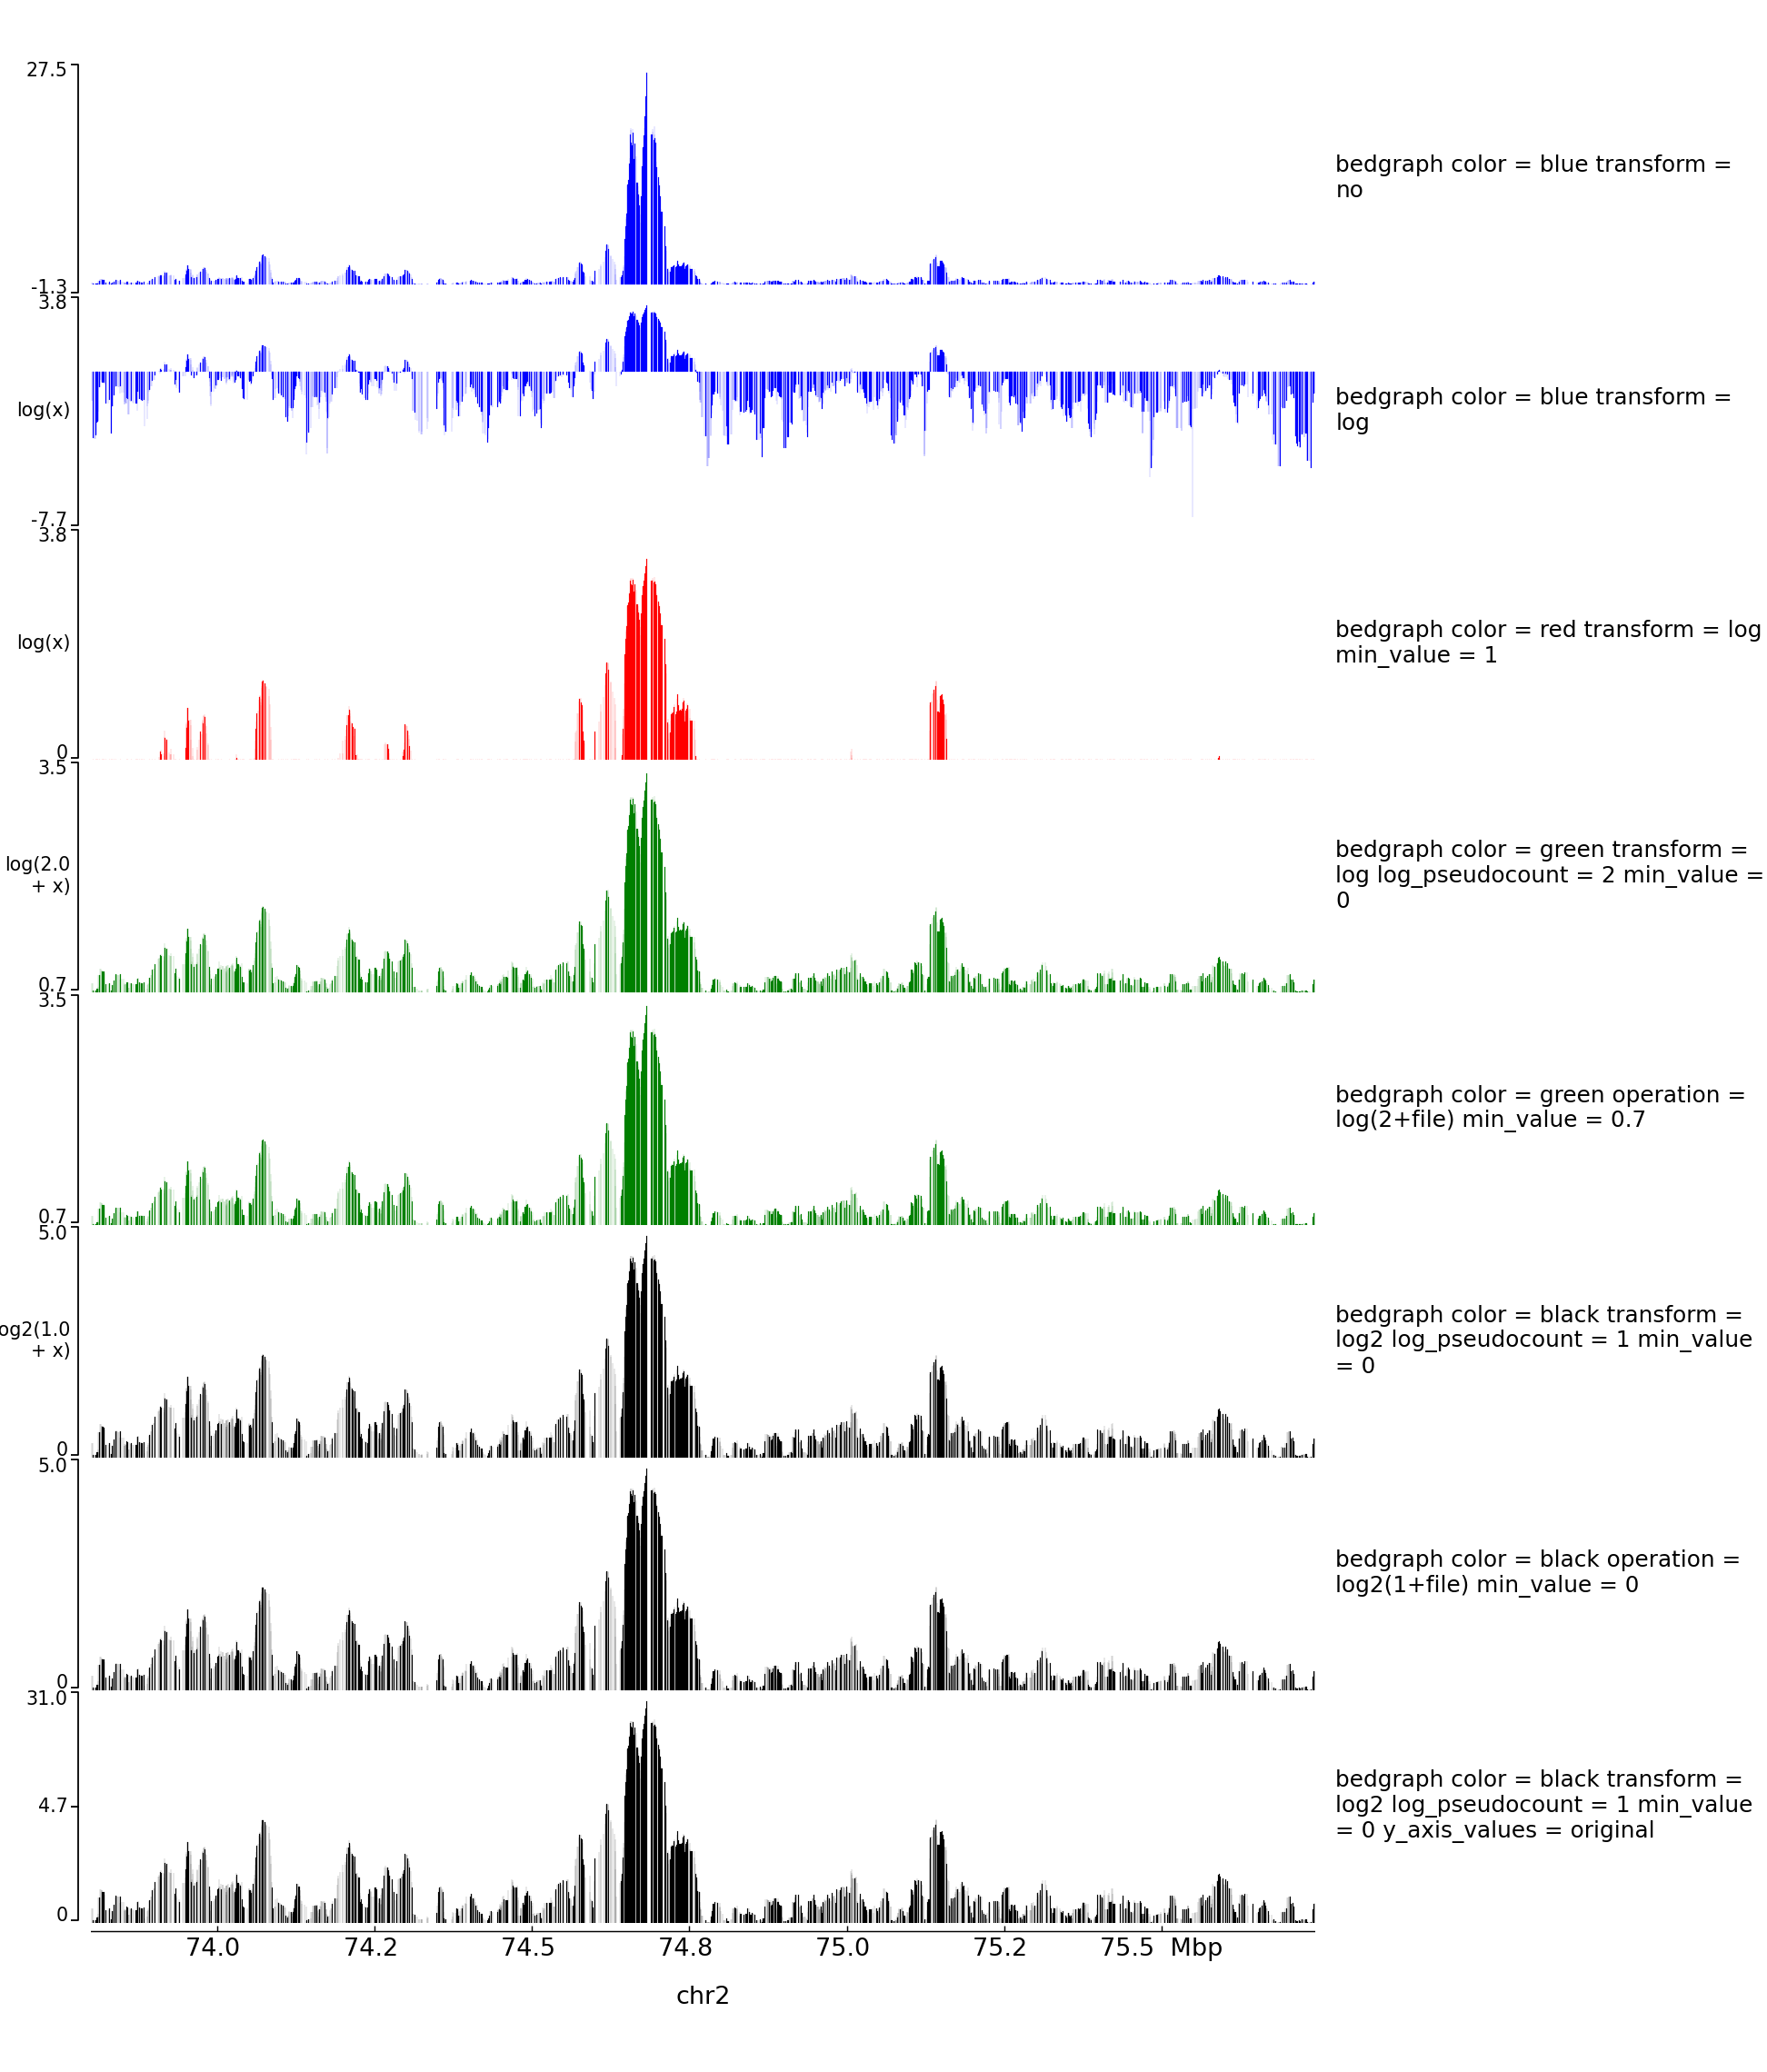 27.5
bedgraph color = blue transform =
no
-1.3
3.8
log(x)
bedgraph color = blue transform =
log
-7.7
3.8
log(x)
bedgraph color = red transform = log
min_value = 1
0
3.5
log(2.0
+ x)
bedgraph color = green transform =
log log_pseudocount = 2 min_value =
0
0.7
3.5
bedgraph color = green operation =
log(2+file) min_value = 0.7
0.7
5.0
og2(1.0
+ x)
bedgraph color = black transform =
log2 log_pseudocount = 1 min_value
= 0
0
5.0
bedgraph color = black operation =
log2(1+file) min_value = 0
0
31.0
4.7
bedgraph color = black transform =
log2 log_pseudocount = 1 min_value
= 0 y_axis_values = original
0
74.0 74.2 74.5 74.8 75.0 75.2 75.5 Mbp
chr2